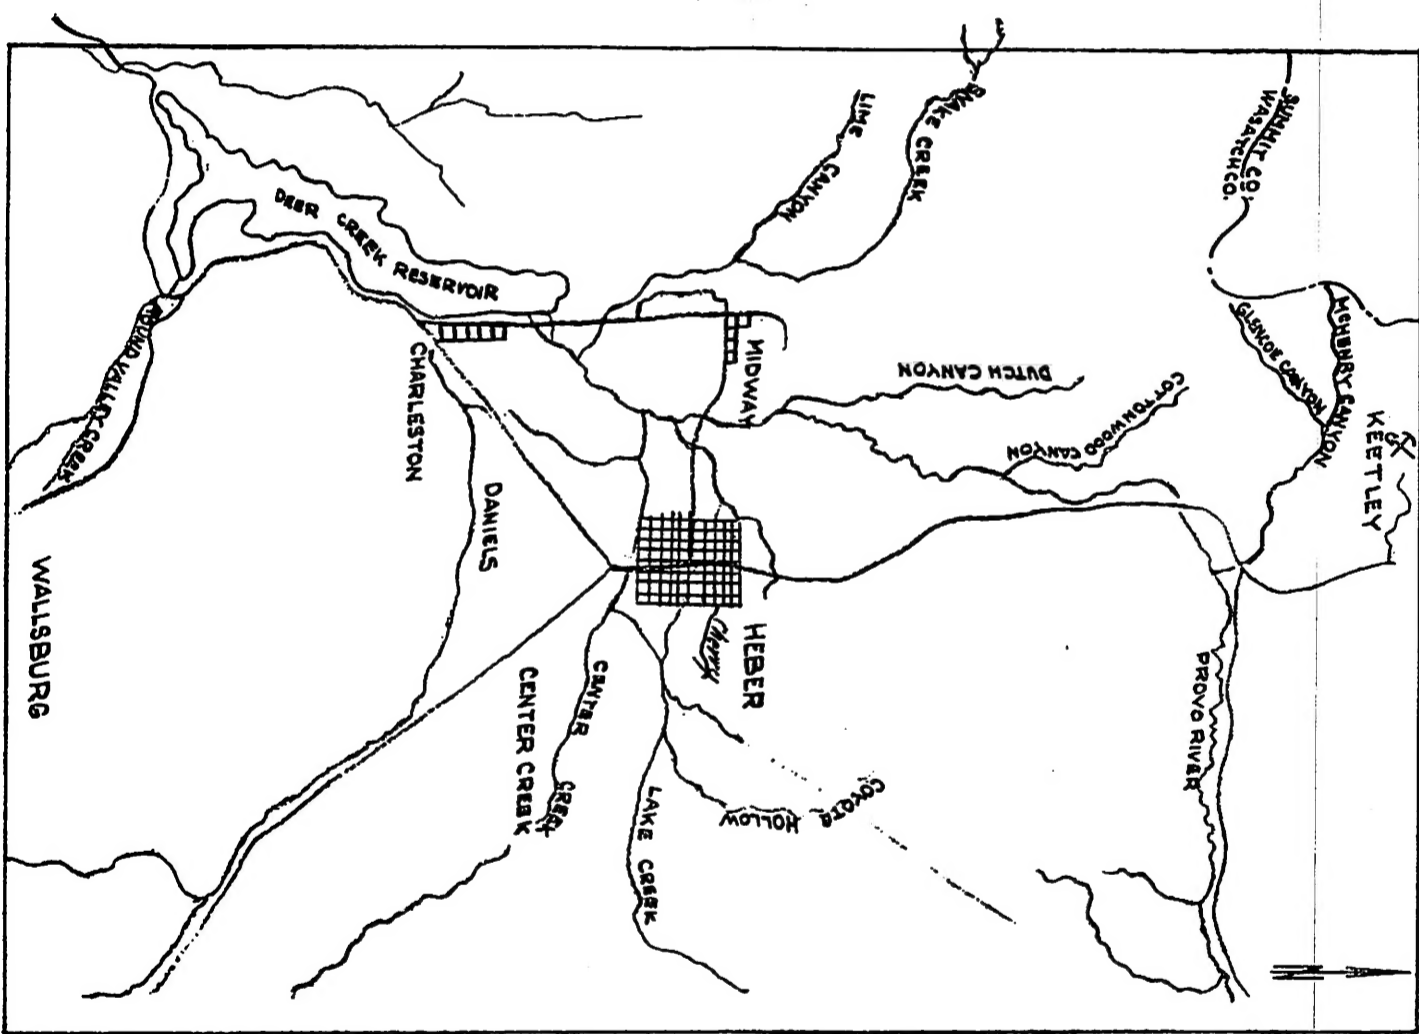 SUMMIT CO.
WASATCH CO.
SNAKE CREEK
LIME CANYON
DEER CREEK RESERVOIR
GLENCOE CANYON
MCHENRY CANYON
KEETLEY
MIDWAY
DUTCH CANYON
COTTONWOOD CANYON
CHARLESTON
ROUND VALLEY CREEK
DANIELS
WALLSBURG
HEBER
Cherry
CENTER CREEK
CENTER CREEK
PROVO RIVER
COYOTE HOLLOW
LAKE CREEK
N